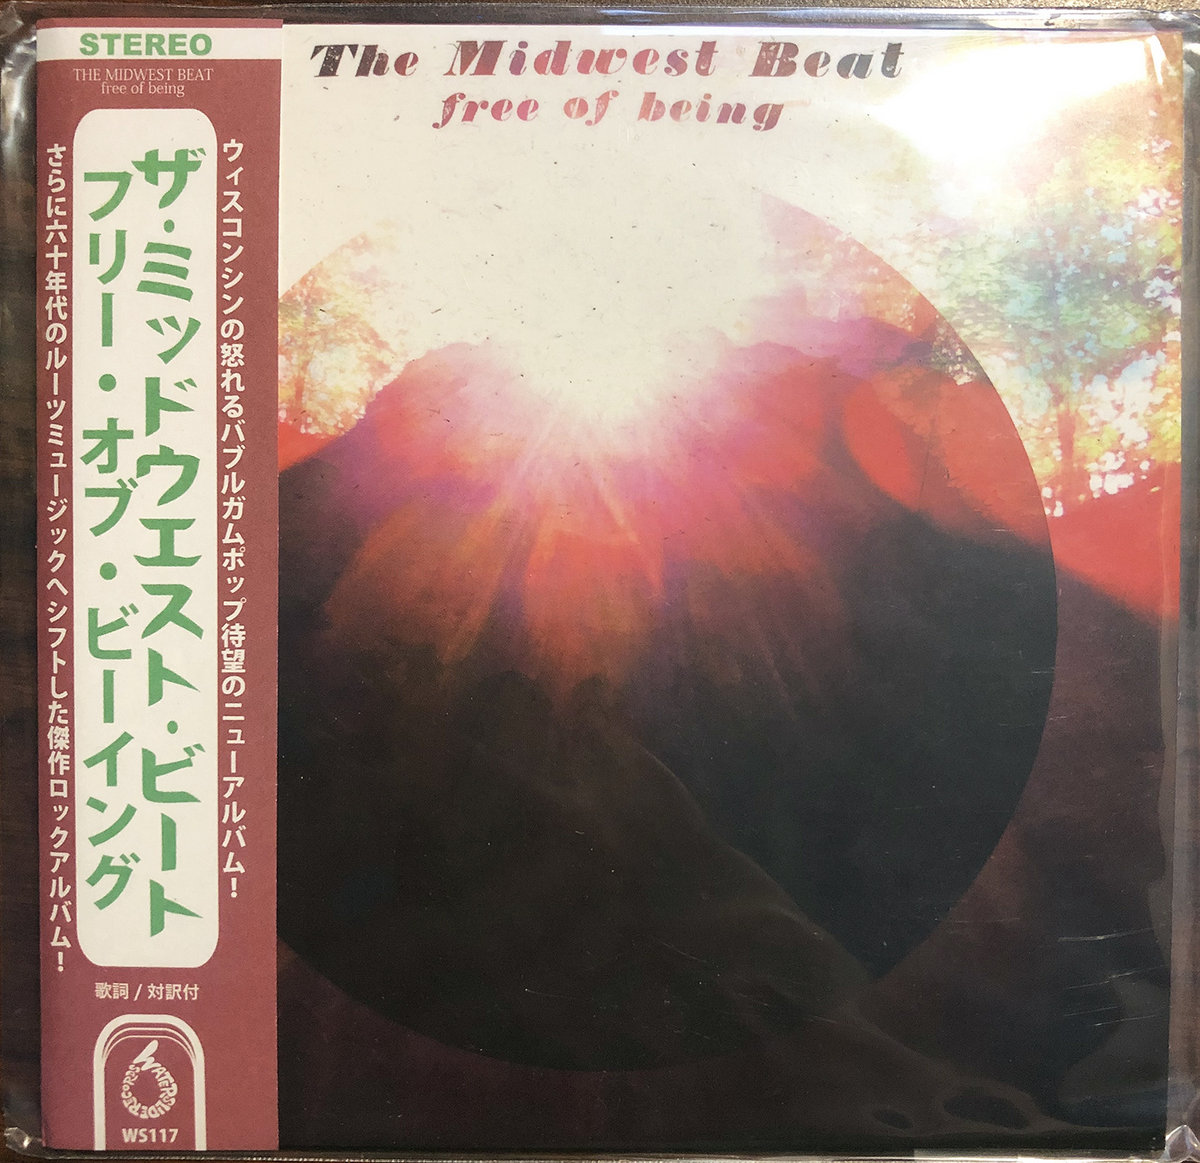 STEREO
THE MIDWEST BEAT
free of being
ウィスコンシンの怒れるバブルガムポップ待望のニューアルバム!
ザ・ミッドウエスト・ビート
フリー・オブ・ビーイング
さらに六十年代のルーツミュージックへシフトした傑作ロックアルバム!
歌詞 / 対訳付
WATERSLIDE RECORDS
WS117
The Midwest Beat
free of being